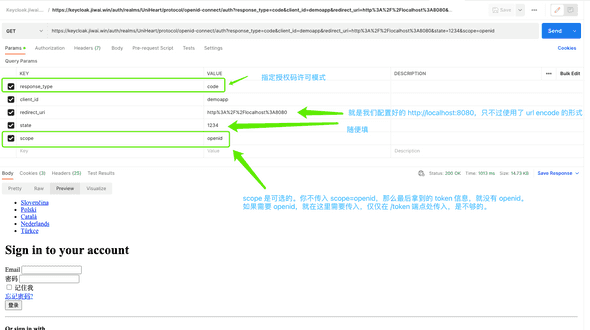 Keycloak.jiwai... / https://keycloak.jiwai.win/auth/realms/UniHeart/protocol/openid-connect/auth?response_type=code&client_id=demoapp&redirect_uri=http%3A%2F%2Flocalhost%3A8080&...
Save
GET
https://keycloak.jiwai.win/auth/realms/UniHeart/protocol/openid-connect/auth?response_type=code&client_id=demoapp&redirect_uri=http%3A%2F%2Flocalhost%3A8080&state=1234&scope=openid
Send
Params Authorization Headers (7) Body Pre-request Script Tests Settings
Cookies
Query Params
KEY VALUE DESCRIPTION ••• Bulk Edit
指定授权码许可模式
response_type code
client_id demoapp
redirect_uri http%3A%2F%2Flocalhost%3A8080
就是我们配置好的 http://localhost:8080,只不过使用了 url encode 的形式
state 1234
随便填
scope openid
Key Value Description
Body Cookies (3) Headers (25) Test Results
Status: 200 OK Time: 1013 ms Size: 14.73 KB Save Response
Pretty Raw Preview Visualize
scope 是可选的。你不传入 scope=openid,那么最后拿到的 token 信息,就没有 openid。
如果需要 openid,就在这里需要传入,仅仅在 /token 端点处传入,是不够的。
Slovenčina
Polski
Català
Nederlands
Türkçe
Sign in to your account
Email
密码
记住我
忘记密码?
登录
Or sign in with